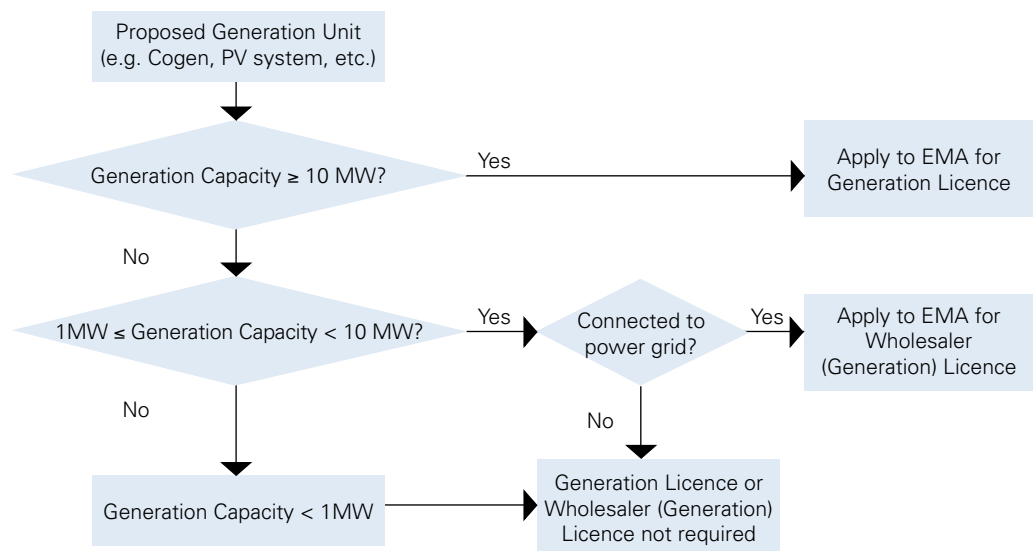 Proposed Generation Unit
(e.g. Cogen, PV system, etc.)
Generation Capacity ≥ 10 MW?
Yes
Apply to EMA for
Generation Licence
No
1MW ≤ Generation Capacity < 10 MW?
Yes
Connected to
power grid?
Yes
Apply to EMA for
Wholesaler
(Generation) Licence
No
No
Generation Capacity < 1MW
Generation Licence or
Wholesaler (Generation)
Licence not required